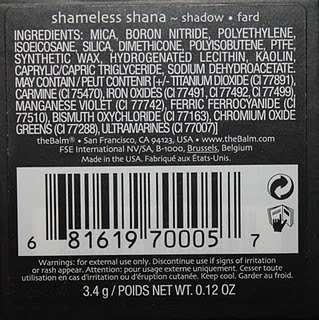 shameless shana ~ shadow • fard
INGREDIENTS: MICA, BORON NITRIDE, POLYETHYLENE,
ISOEICOSANE, SILICA, DIMETHICONE, POLYISOBUTENE, PTFE,
SYNTHETIC WAX, HYDROGENATED LECITHIN, KAOLIN,
CAPRYLIC/CAPRIC TRIGLYCERIDE, SODIUM DEHYDROACETATE.
MAY CONTAIN / PEUT CONTENIR [+/- TITANIUM DIOXIDE (CI 77891),
CARMINE (CI 75470), IRON OXIDES (CI 77491, CI 77492, CI 77499),
MANGANESE VIOLET (CI 77742), FERRIC FERROCYANIDE (CI
77510), BISMUTH OXYCHLORIDE (CI 77163), CHROMIUM OXIDE
GREENS (CI 77288), ULTRAMARINES (CI 77007)]
theBalm® • San Francisco, CA 94123, USA • www.theBalm.com
FSE International NV/SA, B-1000, Brussels, Belgium
Made in the USA. Fabriqué aux États-Unis.
6 81619 70005 7
Warnings: for external use only. Discontinue use if signs of irritation
or rash appear. Attention: pour usage externe uniquement. Cesser toute
utilisation en cas d'irritation ou d'éruption cutanée. Keep cool. Garder au froid.
3.4 g / POIDS NET WT. 0.12 OZ